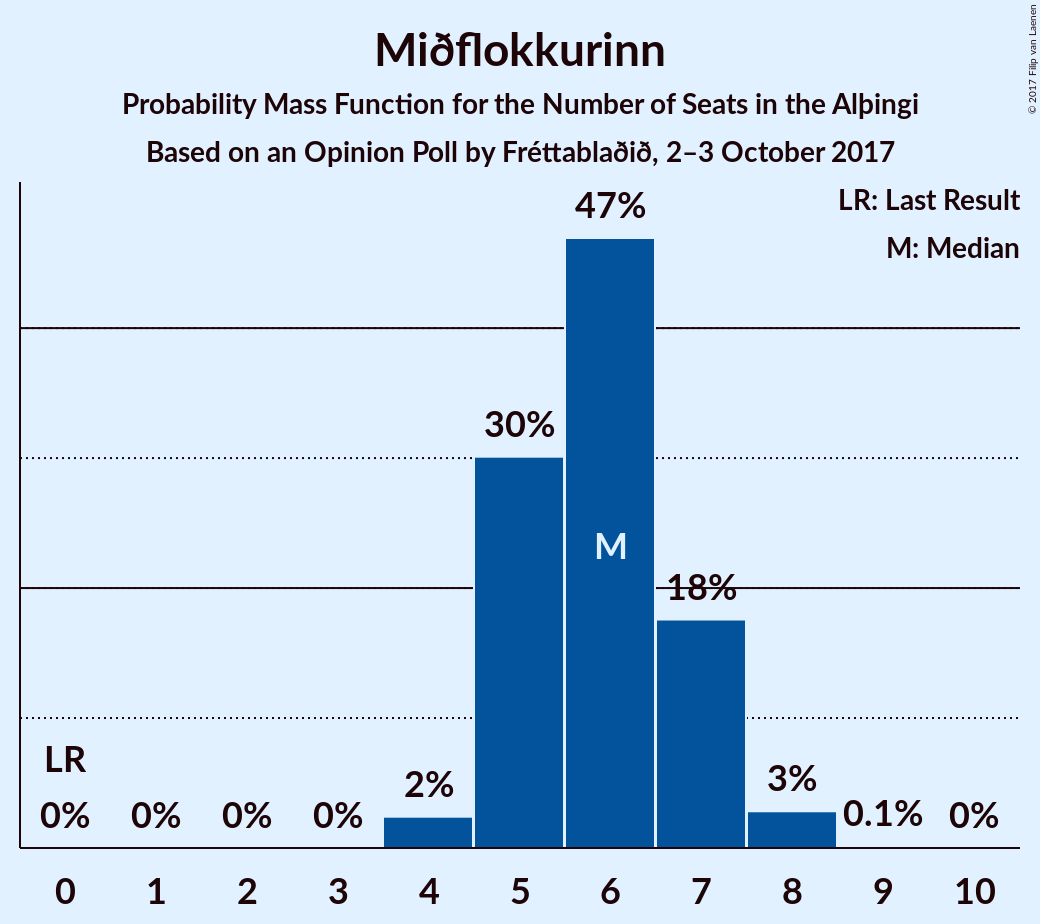 Miðflokkurinn
Probability Mass Function for the Number of Seats in the Alþingi
Based on an Opinion Poll by Fréttablaðið, 2–3 October 2017
© 2017 Filip van Laenen
LR: Last Result
M: Median
47%
30%
M
18%
LR
2%
3%
0%
0%
0%
0%
0.1%
0%
0 1 2 3 4 5 6 7 8 9 10